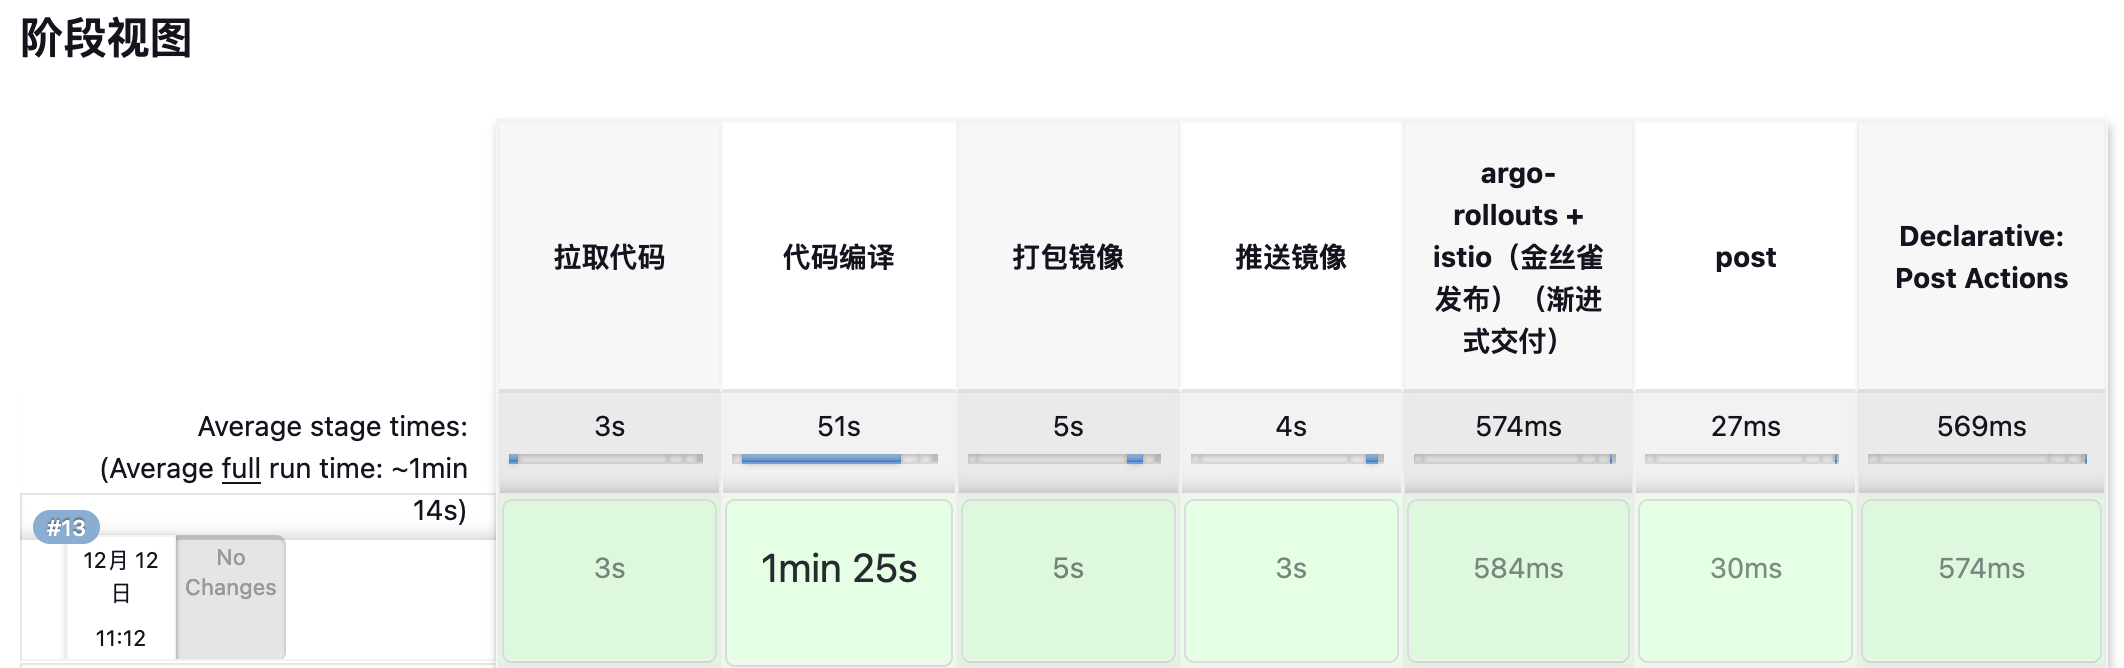 阶段视图
拉取代码
代码编译
打包镜像
推送镜像
argo-
rollouts +
istio（金丝雀
发布）（渐进
式交付）
post
Declarative:
Post Actions
Average stage times:
(Average full run time: ~1min
14s)
3s
51s
5s
4s
574ms
27ms
569ms
#13
12月 12
日
11:12
No
Changes
3s
1min 25s
5s
3s
584ms
30ms
574ms